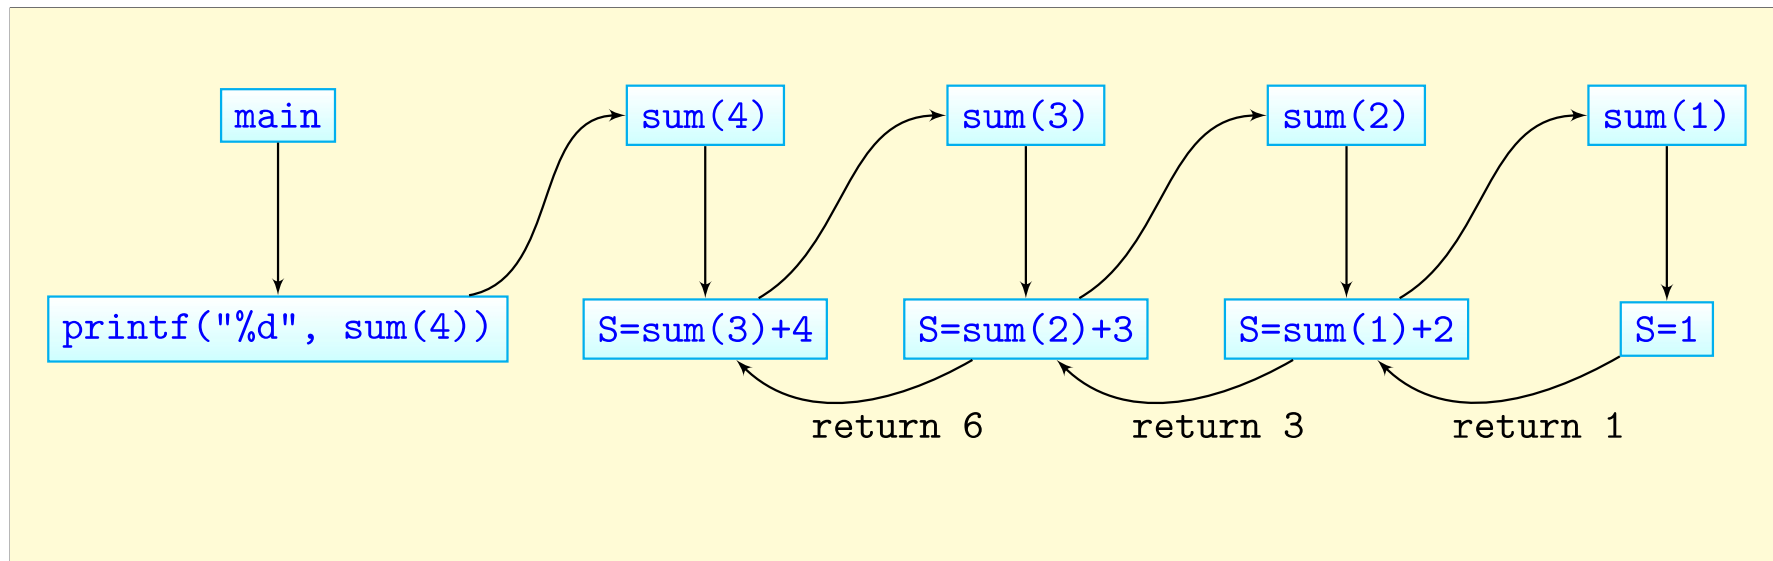 main
sum(4)
sum(3)
sum(2)
sum(1)
printf("%d", sum(4))
S=sum(3)+4
S=sum(2)+3
S=sum(1)+2
S=1
return 6
return 3
return 1